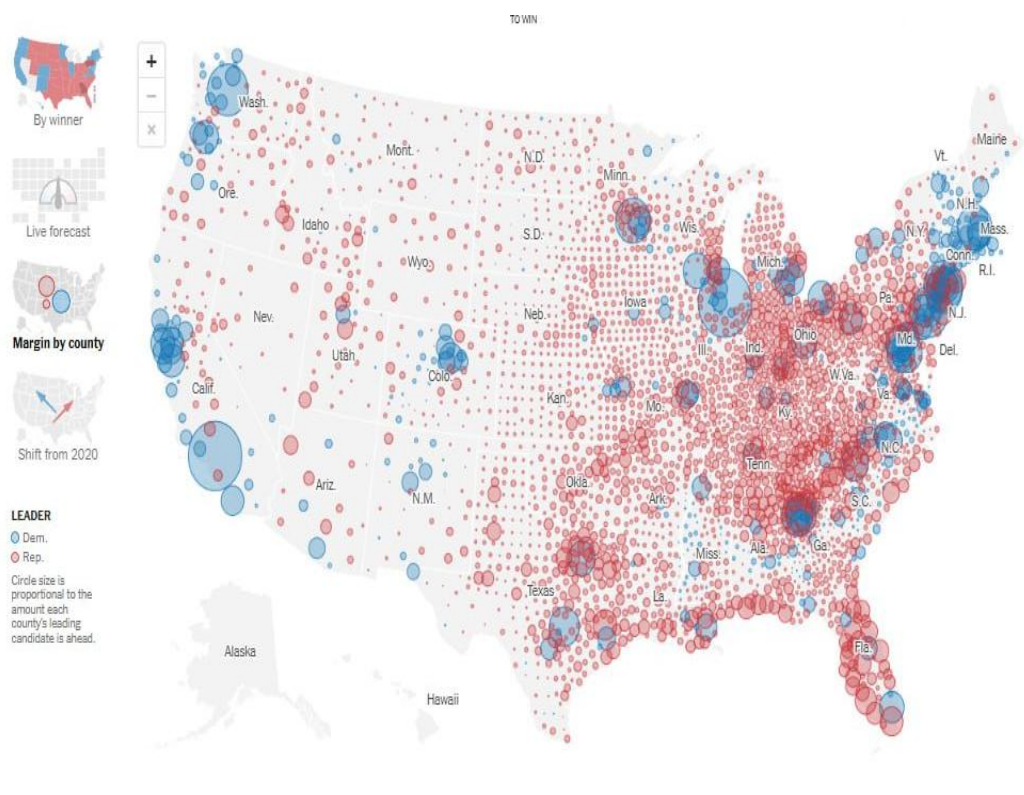 TO WIN
+
−
×
By winner
Live forecast
Margin by county
Shift from 2020
LEADER
Dem.
Rep.
Circle size is
proportional to the
amount each
county's leading
candidate is ahead.
Wash.
Mont.
N.D.
Minn.
Vt.
Maine
Ore.
Idaho
S.D.
Wis.
N.H.
N.Y.
Mass.
Wyo.
Mich.
Conn.
R.I.
Nev.
Neb.
Iowa
Pa.
N.J.
Utah
Colo.
Ill.
Ind.
Ohio
Md.
Del.
Calif.
Kan.
Mo.
Ky.
W.Va.
Va.
Ariz.
N.M.
Okla.
Ark.
Tenn.
N.C.
S.C.
Texas
La.
Miss.
Ala.
Ga.
Alaska
Hawaii
Fla.